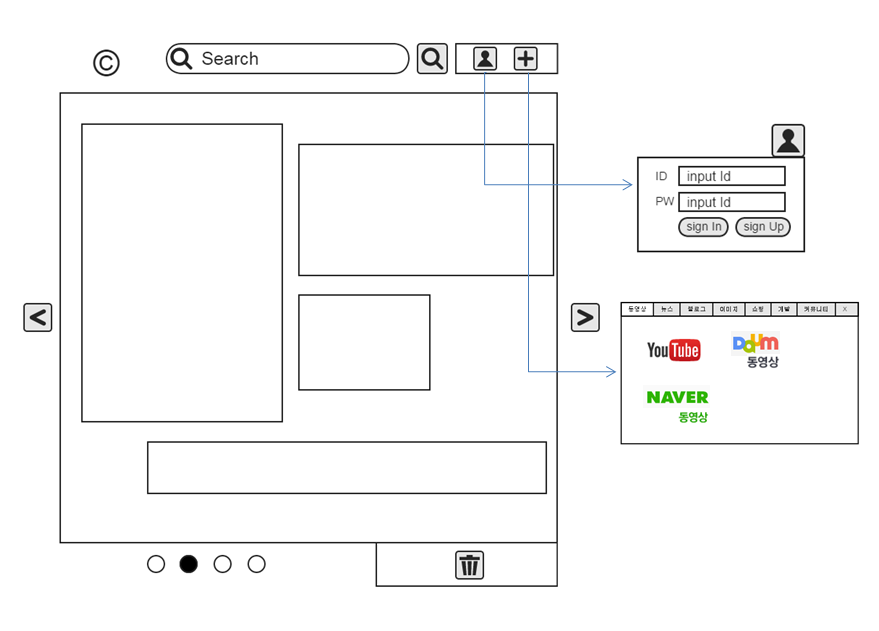 ©
Search
ID
input Id
PW
input Id
sign In
sign Up
동영상 뉴스 블로그 이미지 쇼핑 개발 커뮤니티 X
YouTube
Daum
동영상
NAVER
동영상